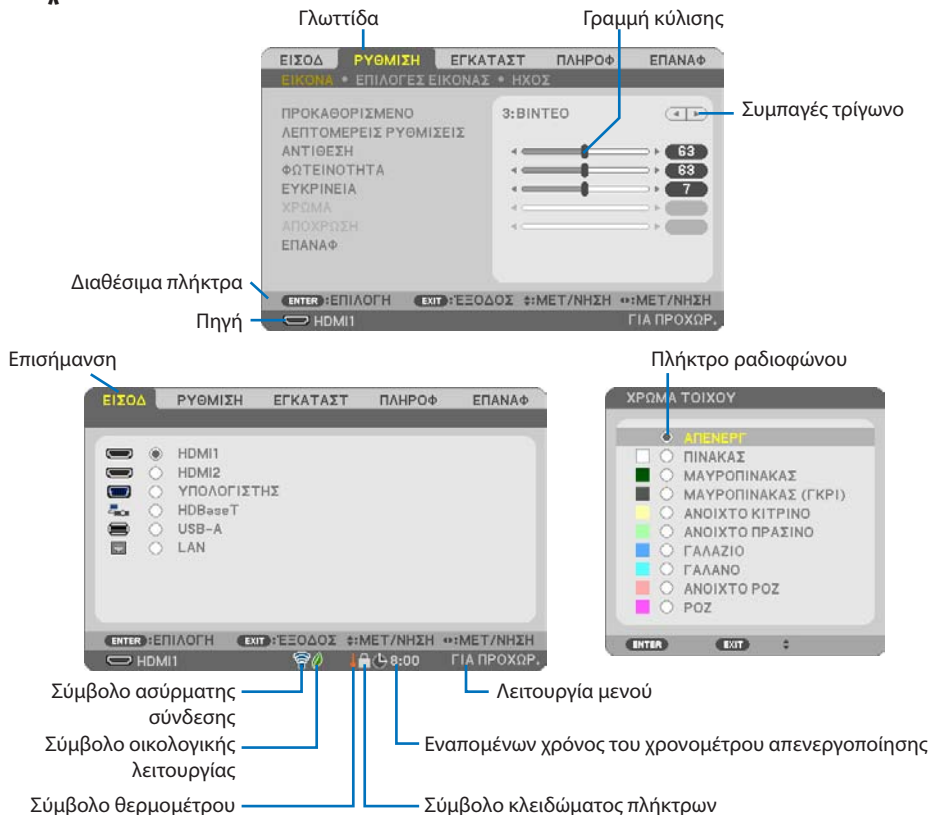 Γλωττίδα
Γραμμή κύλισης
ΕΙΣΟΔ ΡΥΘΜΙΣΗ ΕΓΚΑΤΑΣΤ ΠΛΗΡΟΦ ΕΠΑΝΑΦ
ΕΙΚΟΝΑ • ΕΠΙΛΟΓΕΣ ΕΙΚΟΝΑΣ • ΗΧΟΣ
ΠΡΟΚΑΘΟΡΙΣΜΕΝΟ 3:ΒΙΝΤΕΟ
Συμπαγές τρίγωνο
ΛΕΠΤΟΜΕΡΕΙΣ ΡΥΘΜΙΣΕΙΣ
ΑΝΤΙΘΕΣΗ 63
ΦΩΤΕΙΝΟΤΗΤΑ 63
ΕΥΚΡΙΝΕΙΑ 7
ΧΡΩΜΑ
ΑΠΟΧΡΩΣΗ
ΕΠΑΝΑΦ
Διαθέσιμα πλήκτρα
ENTER:ΕΠΙΛΟΓΗ EXIT:ΈΞΟΔΟΣ :ΜΕΤ/ΝΗΣΗ :ΜΕΤ/ΝΗΣΗ
Πηγή
HDMI1 ΓΙΑ ΠΡΟΧΩΡ.
Επισήμανση
Πλήκτρο ραδιοφώνου
ΕΙΣΟΔ ΡΥΘΜΙΣΗ ΕΓΚΑΤΑΣΤ ΠΛΗΡΟΦ ΕΠΑΝΑΦ
HDMI1
HDMI2
ΥΠΟΛΟΓΙΣΤΗΣ
HDBaseT
USB-A
LAN
ENTER:ΕΠΙΛΟΓΗ EXIT:ΈΞΟΔΟΣ :ΜΕΤ/ΝΗΣΗ :ΜΕΤ/ΝΗΣΗ
HDMI1 8:00 ΓΙΑ ΠΡΟΧΩΡ.
ΧΡΩΜΑ ΤΟΙΧΟΥ
ΑΠΕΝΕΡΓ
ΠΙΝΑΚΑΣ
ΜΑΥΡΟΠΙΝΑΚΑΣ
ΜΑΥΡΟΠΙΝΑΚΑΣ (ΓΚΡΙ)
ΑΝΟΙΧΤΟ ΚΙΤΡΙΝΟ
ΑΝΟΙΧΤΟ ΠΡΑΣΙΝΟ
ΓΑΛΑΖΙΟ
ΓΑΛΑΝΟ
ΑΝΟΙΧΤΟ ΡΟΖ
ΡΟΖ
ENTER EXIT
Σύμβολο ασύρματης
σύνδεσης
Λειτουργία μενού
Σύμβολο οικολογικής
λειτουργίας
Εναπομένων χρόνος του χρονομέτρου απενεργοποίησης
Σύμβολο θερμομέτρου
Σύμβολο κλειδώματος πλήκτρων